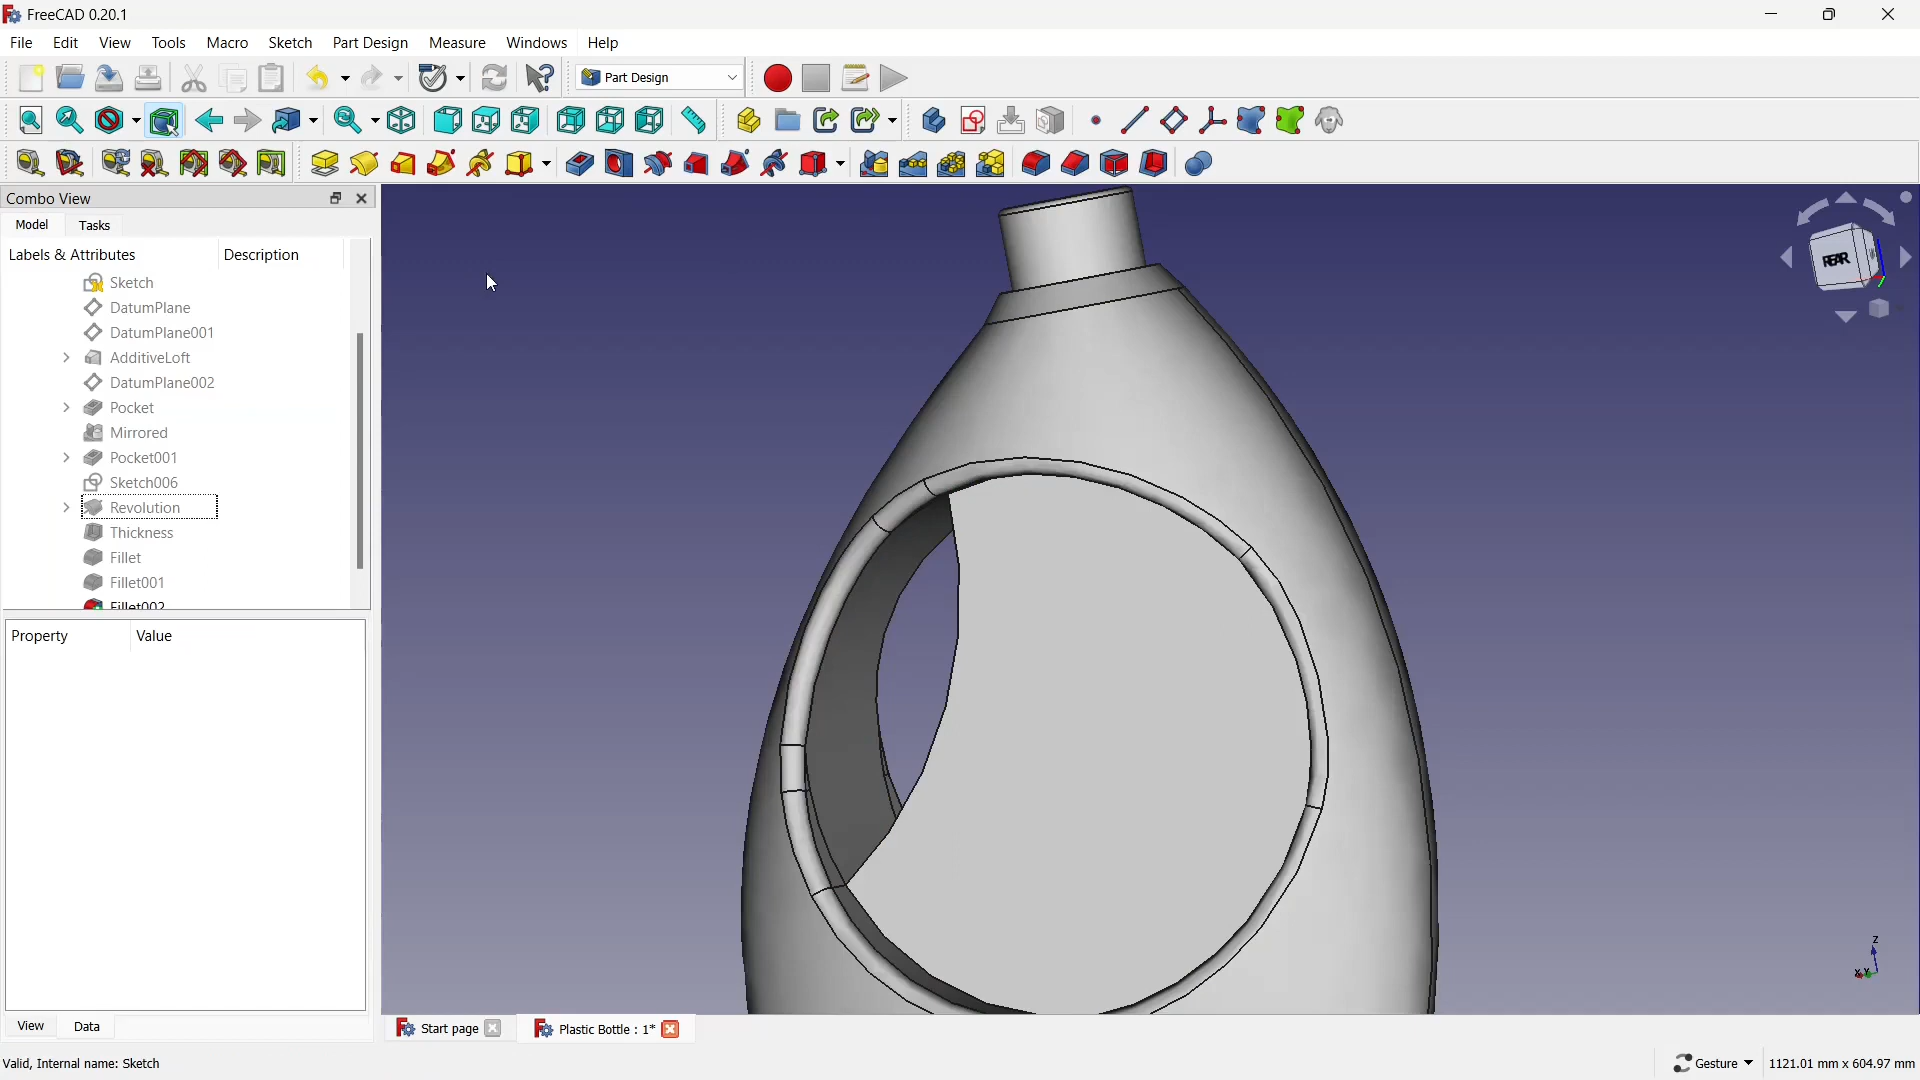 FreeCAD 0.20.1
File Edit View Tools Macro Sketch Part Design Measure Windows Help
Part Design
Combo View
Model Tasks
Labels & Attributes Description
Sketch
DatumPlane
DatumPlane001
AdditiveLoft
DatumPlane002
Pocket
Mirrored
Pocket001
Sketch006
Revolution
Thickness
Fillet
Fillet001
Fillet002
Property Value
REAR
Z
X Y
View Data
Start page Plastic Bottle : 1*
Valid, Internal name: Sketch
Gesture 1121.01 mm x 604.97 mm